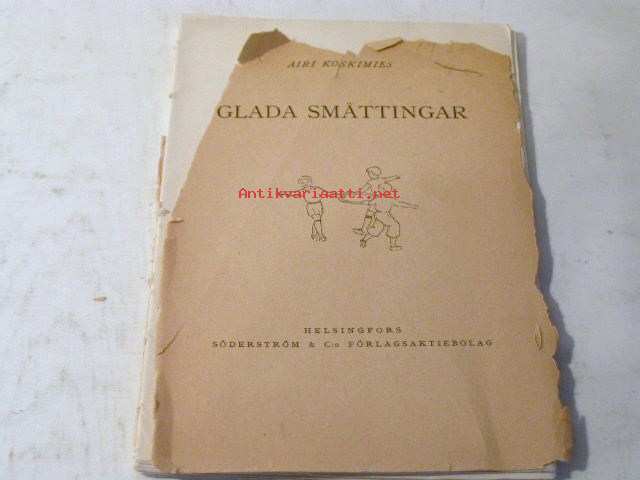 AIRI KOSKIMIES
GLADA SMÅTTINGAR
Antikvariaatti.net
HELSINGFORS
SÖDERSTRÖM & C:o FÖRLAGSAKTIEBOLAG